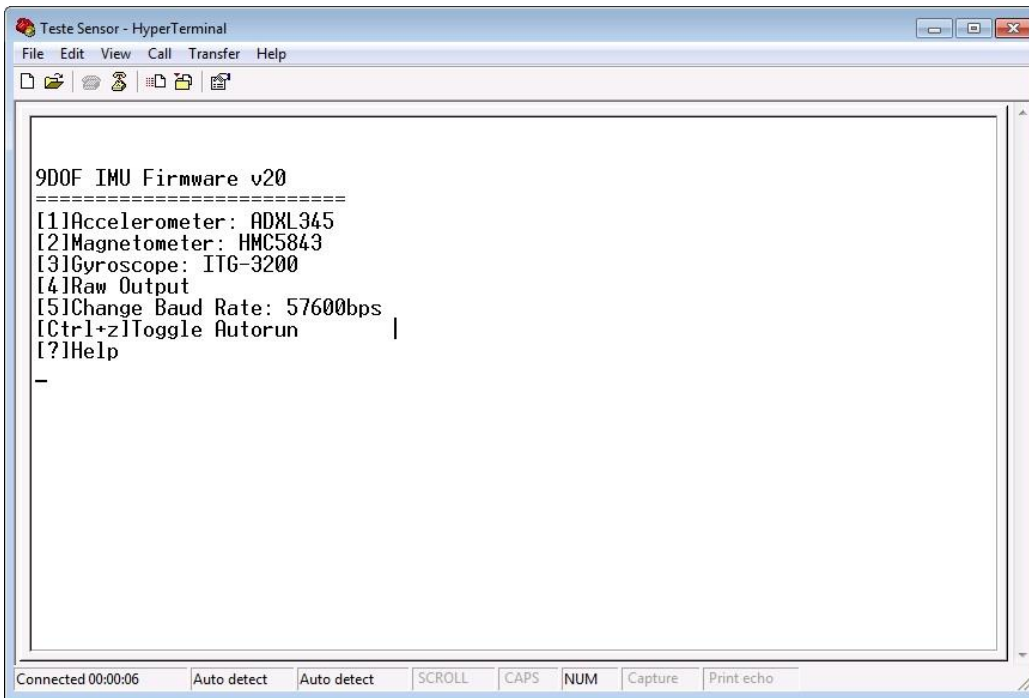 Teste Sensor - HyperTerminal
File Edit View Call Transfer Help
9DOF IMU Firmware v20
==========================
[1]Accelerometer: ADXL345
[2]Magnetometer: HMC5843
[3]Gyroscope: ITG-3200
[4]Raw Output
[5]Change Baud Rate: 57600bps
[Ctrl+z]Toggle Autorun
[?]Help
_
Connected 00:00:06 Auto detect Auto detect SCROLL CAPS NUM Capture Print echo